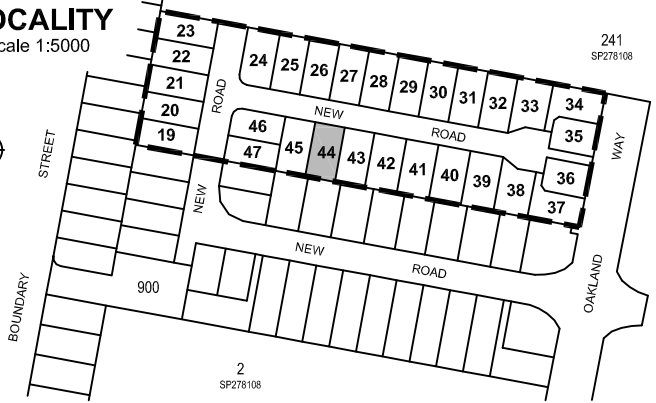 OCALITY
cale 1:5000
241
SP278108
23
22
21
20
19
ROAD
24
25
26
27
28
29
30
31
32
33
34
35
NEW
ROAD
WAY
46
47
45
44
43
42
41
40
39
38
36
37
STREET
NEW
NEW
ROAD
OAKLAND
900
BOUNDARY
2
SP278108